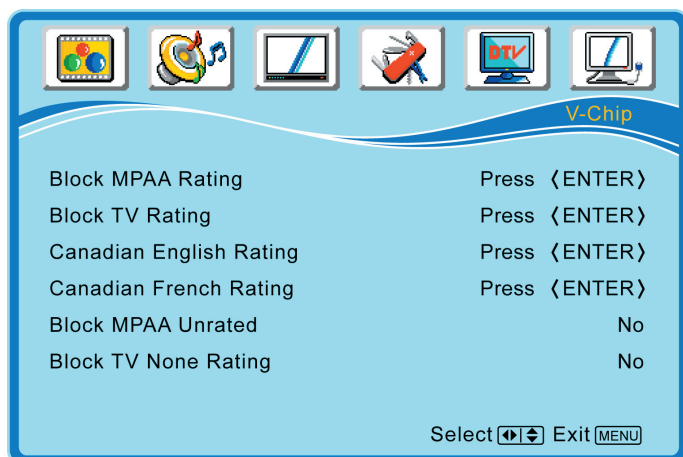 DTV
V-Chip
Block MPAA Rating Press ⟨ENTER⟩
Block TV Rating Press ⟨ENTER⟩
Canadian English Rating Press ⟨ENTER⟩
Canadian French Rating Press ⟨ENTER⟩
Block MPAA Unrated No
Block TV None Rating No
Select Exit MENU